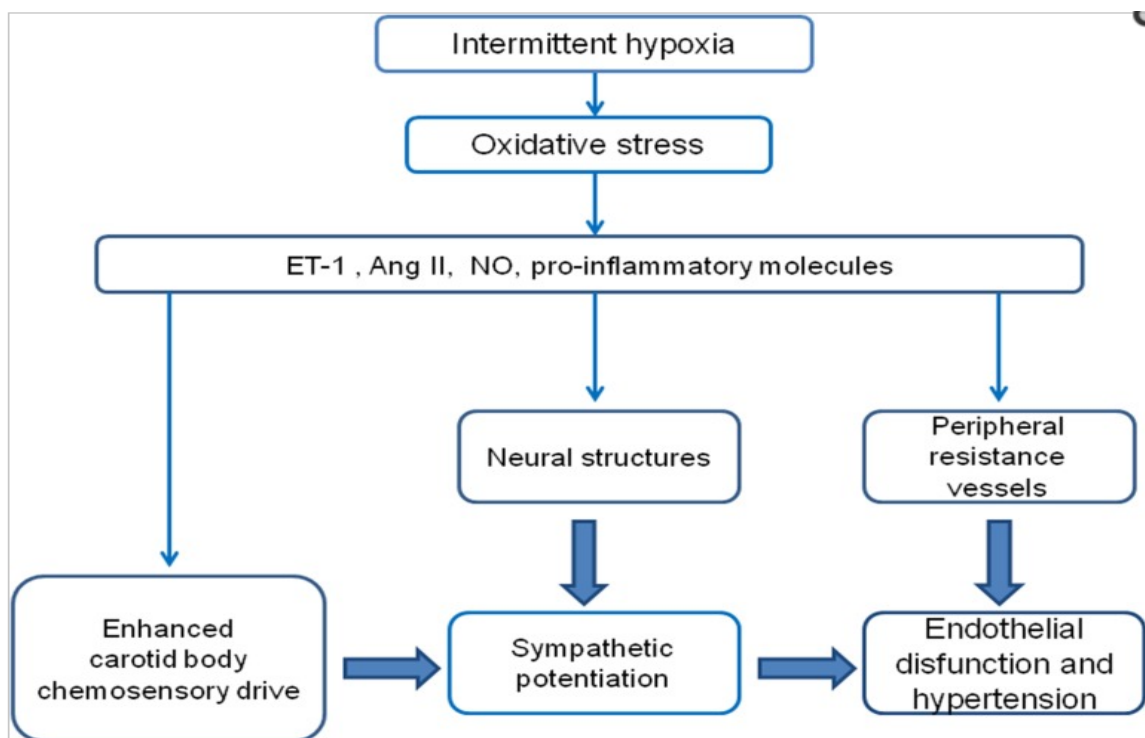 Intermittent hypoxia
Oxidative stress
ET-1 , Ang II, NO, pro-inflammatory molecules
Neural structures
Peripheral
resistance
vessels
Enhanced
carotid body
chemosensory drive
Sympathetic
potentiation
Endothelial
disfunction and
hypertension